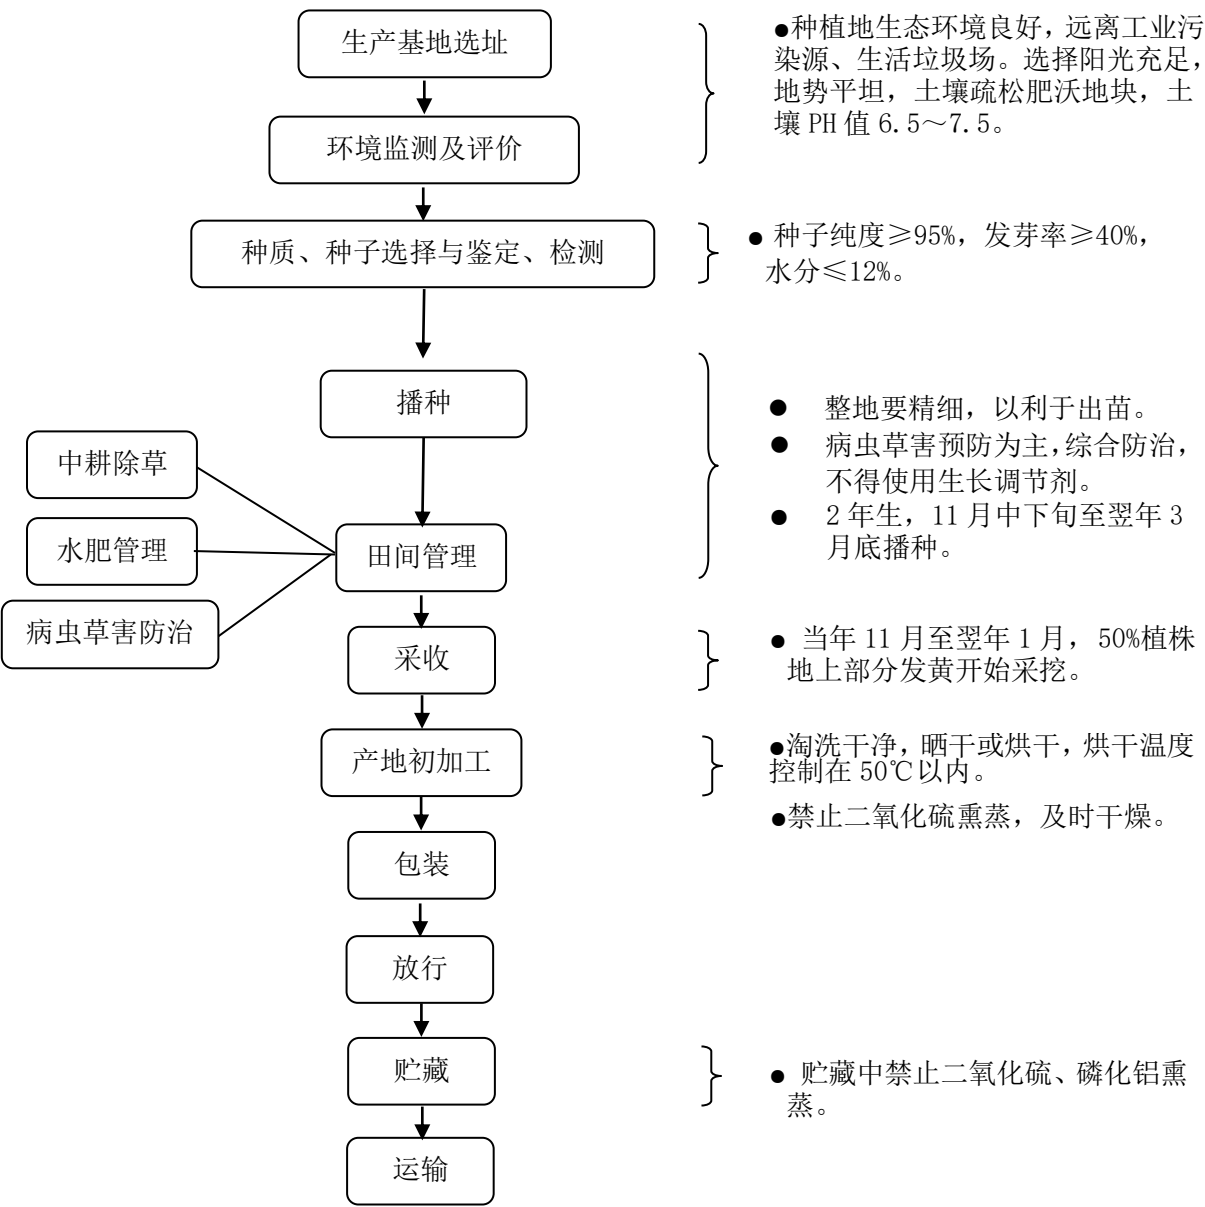 生产基地选址
●种植地生态环境良好，远离工业污
染源、生活垃圾场。选择阳光充足，
地势平坦，土壤疏松肥沃地块，土
壤 PH 值 6.5～7.5。
环境监测及评价
种质、种子选择与鉴定、检测
● 种子纯度≥95%，发芽率≥40%，
水分≤12%。
播种
● 整地要精细，以利于出苗。
● 病虫草害预防为主，综合防治，
不得使用生长调节剂。
● 2 年生，11 月中下旬至翌年 3
月底播种。
中耕除草
水肥管理
病虫草害防治
田间管理
采收
● 当年 11 月至翌年 1 月，50%植株
地上部分发黄开始采挖。
产地初加工
●淘洗干净，晒干或烘干，烘干温度
控制在 50℃以内。
●禁止二氧化硫熏蒸，及时干燥。
包装
放行
贮藏
● 贮藏中禁止二氧化硫、磷化铝熏
蒸。
运输